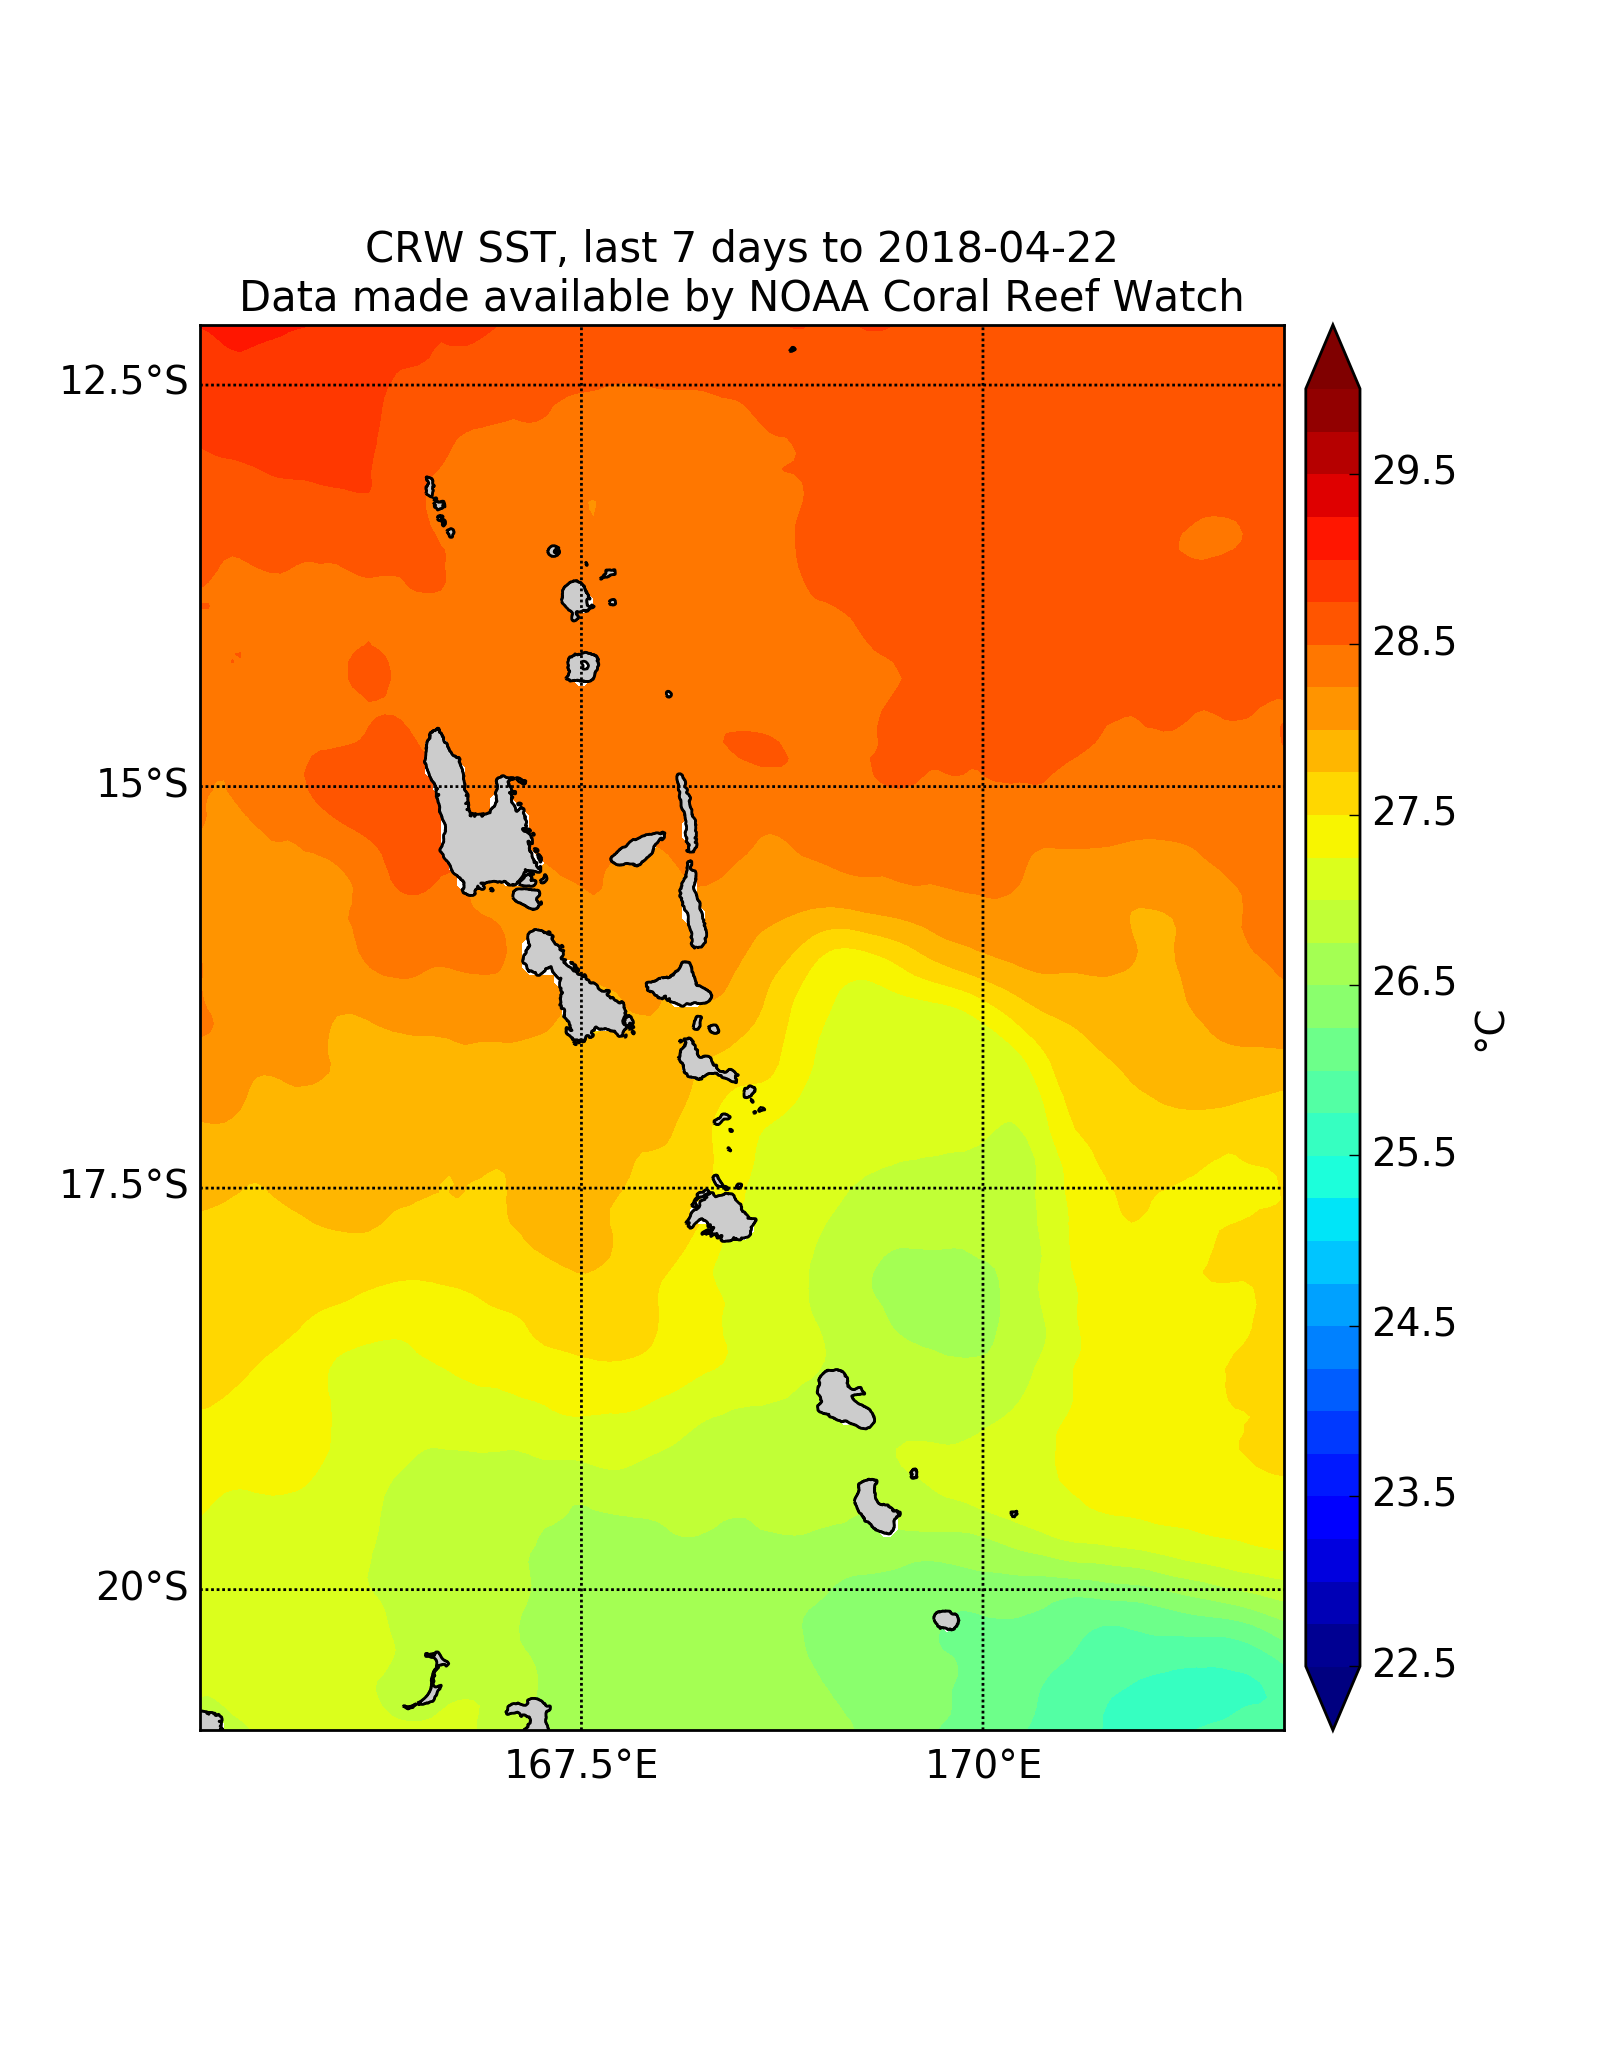 CRW SST, last 7 days to 2018-04-22
Data made available by NOAA Coral Reef Watch
12.5°S
15°S
17.5°S
20°S
167.5°E
170°E
29.5
28.5
27.5
26.5
25.5
24.5
23.5
22.5
°C